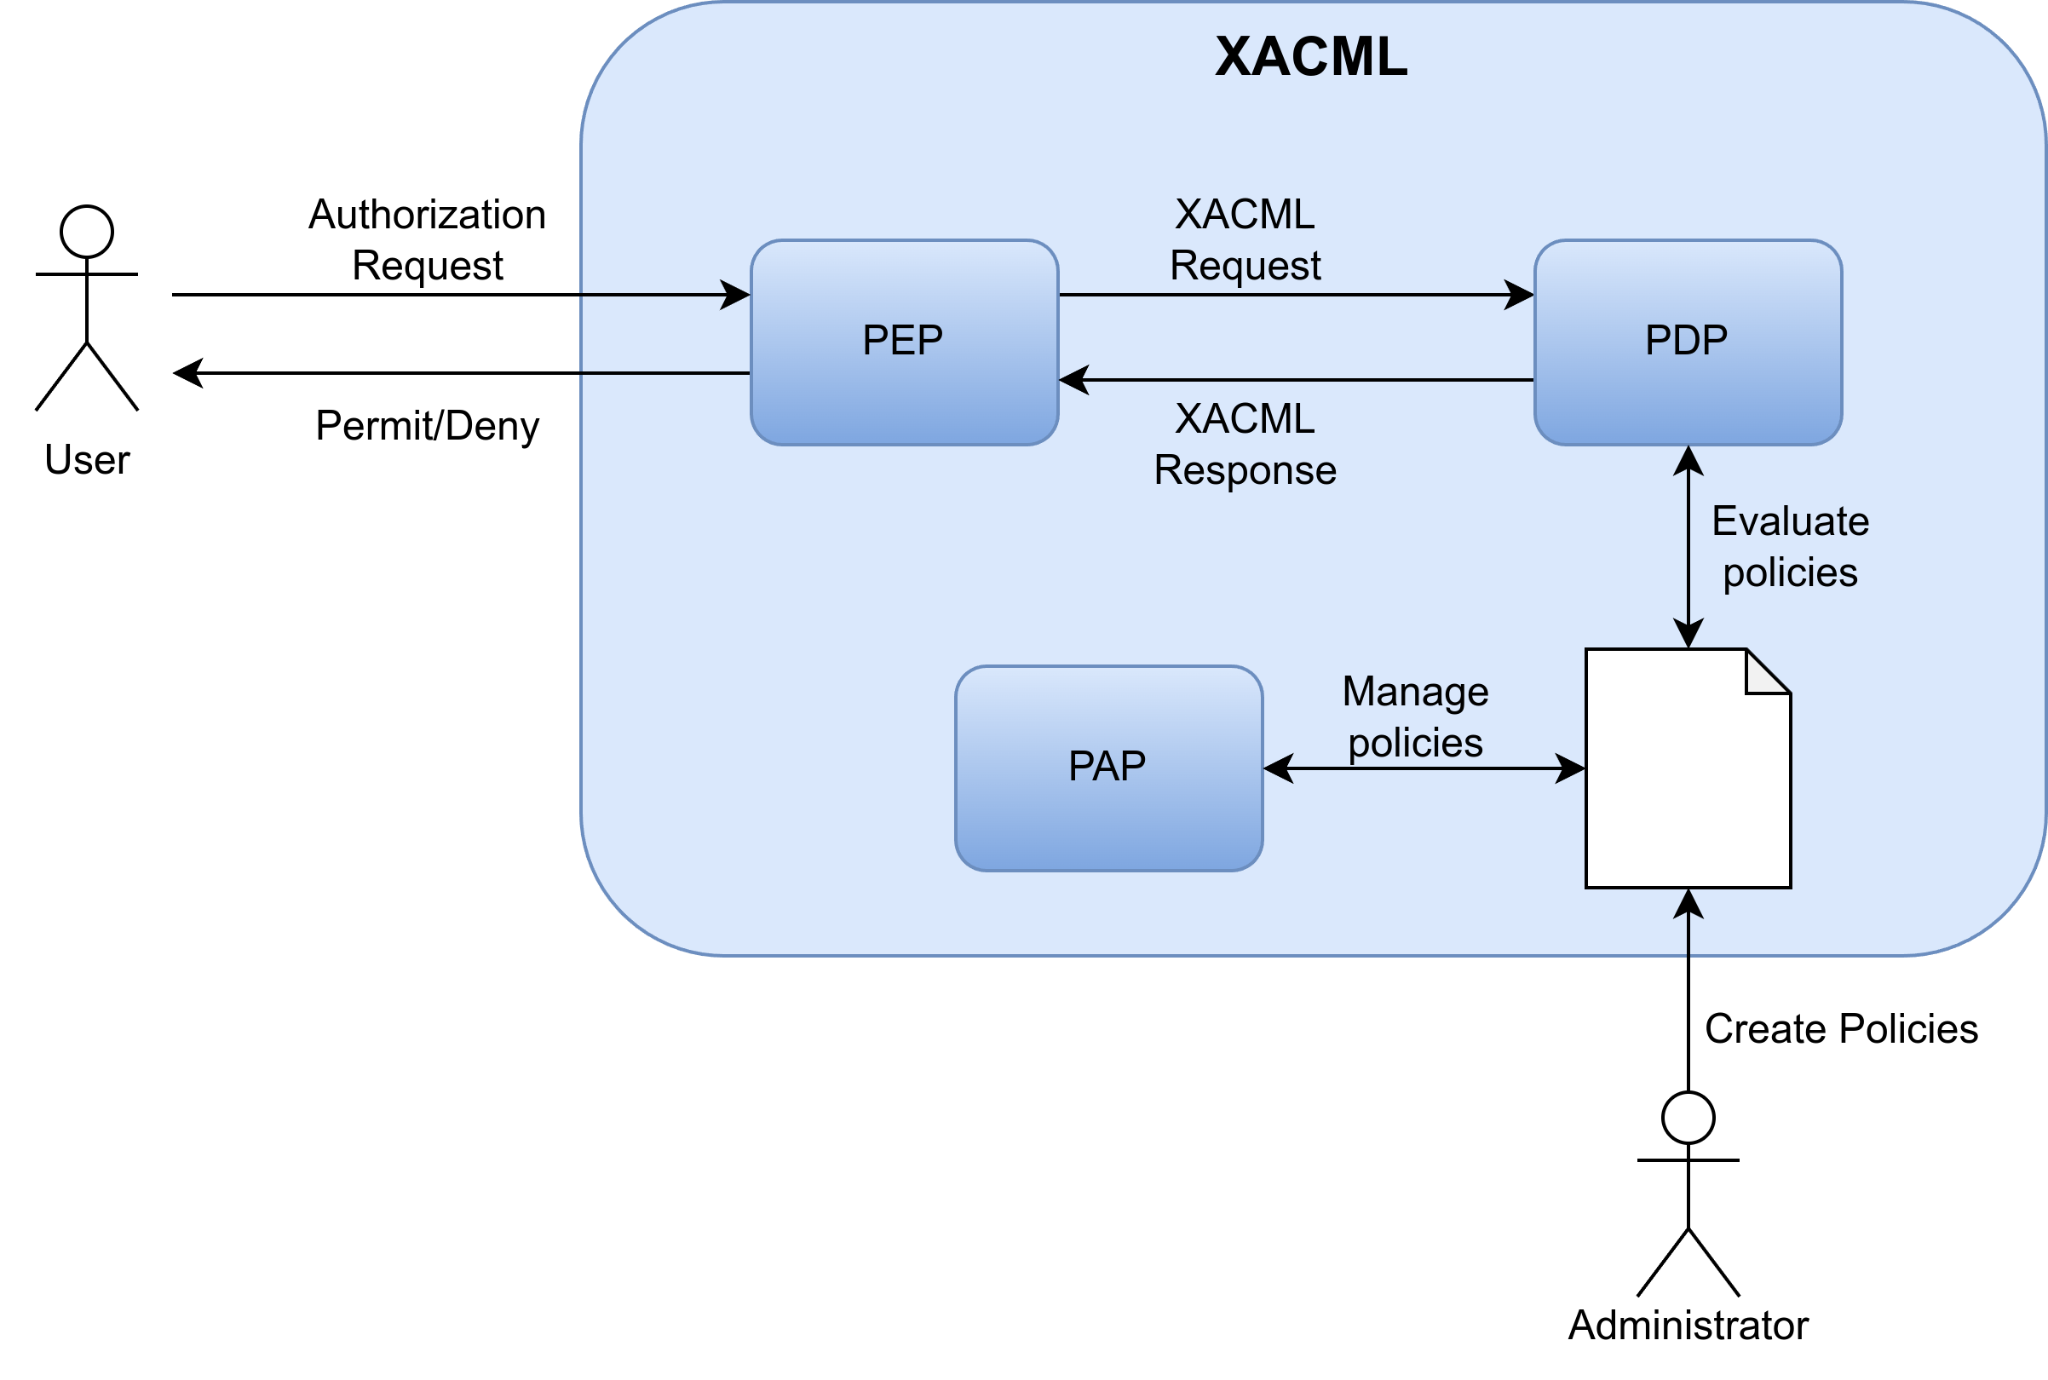 XACML
Authorization
Request
XACML
Request
PEP
PDP
Permit/Deny
XACML
Response
User
Evaluate
policies
Manage
policies
PAP
Create Policies
Administrator